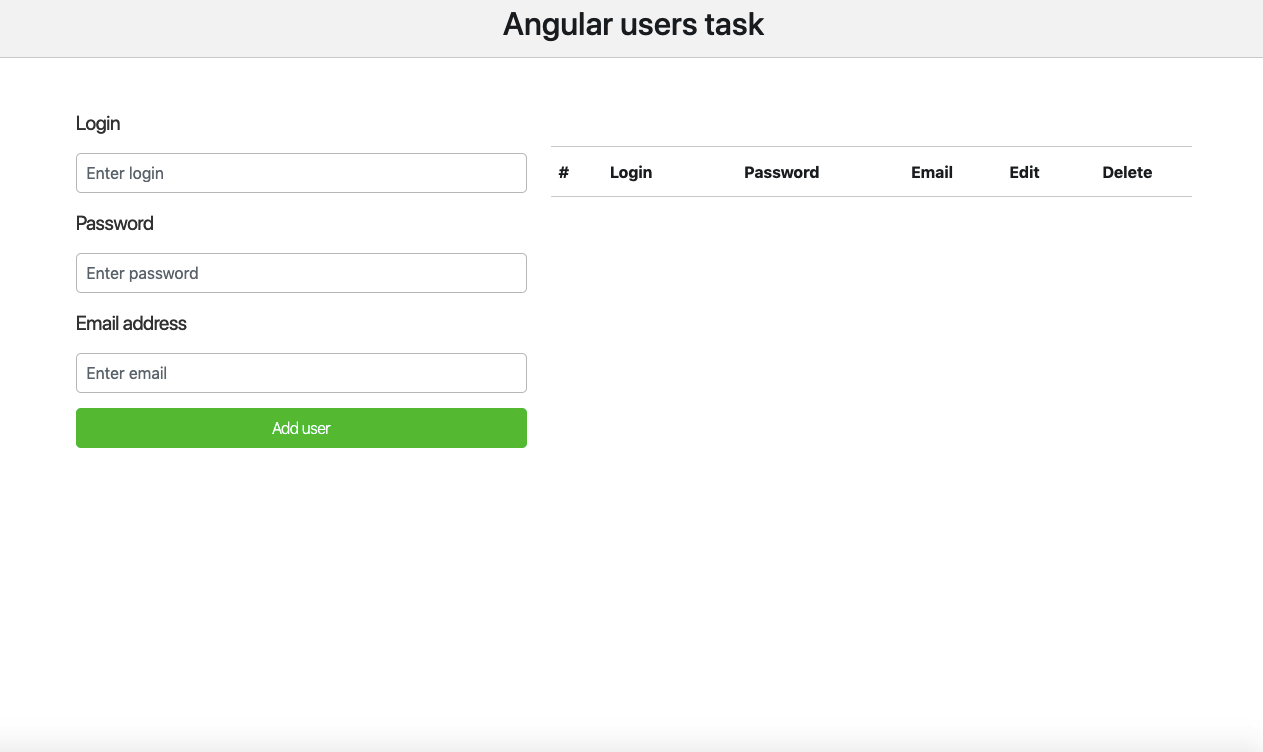 Angular users task
Login
Enter login
Password
Enter password
Email address
Enter email
Add user
# Login Password Email Edit Delete